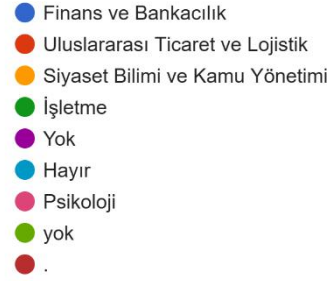 Finans ve Bankacılık
Uluslararası Ticaret ve Lojistik
Siyaset Bilimi ve Kamu Yönetimi
İşletme
Yok
Hayır
Psikoloji
yok
.